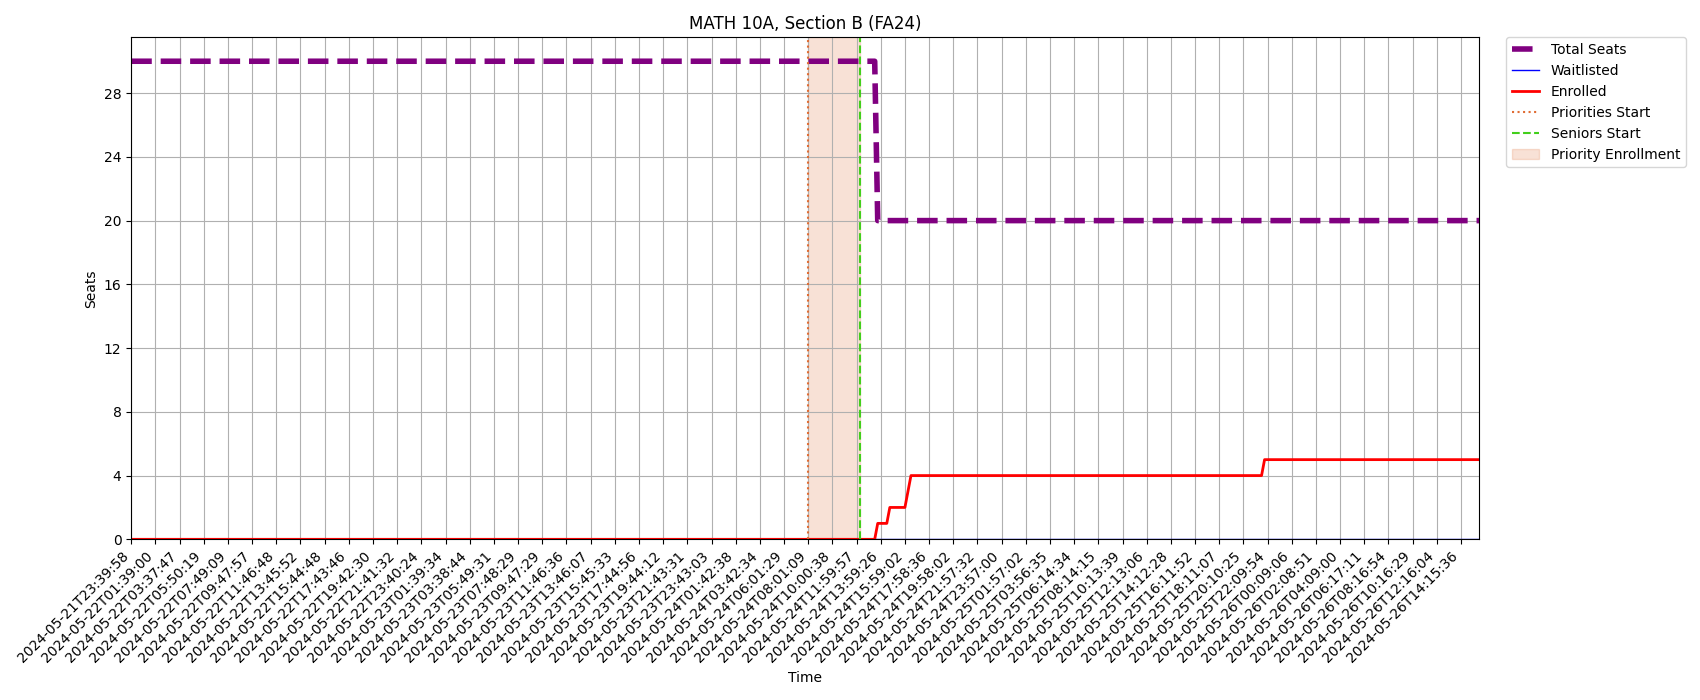 MATH 10A, Section B (FA24)
Total Seats
Waitlisted
Enrolled
Priorities Start
Seniors Start
Priority Enrollment
Seats
28
24
20
16
12
8
4
0
2024-05-21T23:39:58
2024-05-22T01:39:00
2024-05-22T03:37:47
2024-05-22T05:50:19
2024-05-22T07:49:09
2024-05-22T09:47:57
2024-05-22T11:46:48
2024-05-22T13:45:52
2024-05-22T15:44:48
2024-05-22T17:43:46
2024-05-22T19:42:30
2024-05-22T21:41:32
2024-05-22T23:40:24
2024-05-23T01:39:34
2024-05-23T03:38:44
2024-05-23T05:49:31
2024-05-23T07:48:29
2024-05-23T09:47:29
2024-05-23T11:46:36
2024-05-23T13:46:07
2024-05-23T15:45:33
2024-05-23T17:44:56
2024-05-23T19:44:12
2024-05-23T21:43:31
2024-05-23T23:43:03
2024-05-24T01:42:38
2024-05-24T03:42:34
2024-05-24T06:01:29
2024-05-24T08:01:09
2024-05-24T10:00:38
2024-05-24T11:59:57
2024-05-24T13:59:26
2024-05-24T15:59:02
2024-05-24T17:58:36
2024-05-24T19:58:02
2024-05-24T21:57:32
2024-05-24T23:57:00
2024-05-25T01:57:02
2024-05-25T03:56:35
2024-05-25T06:14:34
2024-05-25T08:14:15
2024-05-25T10:13:39
2024-05-25T12:13:06
2024-05-25T14:12:28
2024-05-25T16:11:52
2024-05-25T18:11:07
2024-05-25T20:10:25
2024-05-25T22:09:54
2024-05-26T00:09:06
2024-05-26T02:08:51
2024-05-26T04:09:00
2024-05-26T06:17:11
2024-05-26T08:16:54
2024-05-26T10:16:29
2024-05-26T12:16:04
2024-05-26T14:15:36
Time